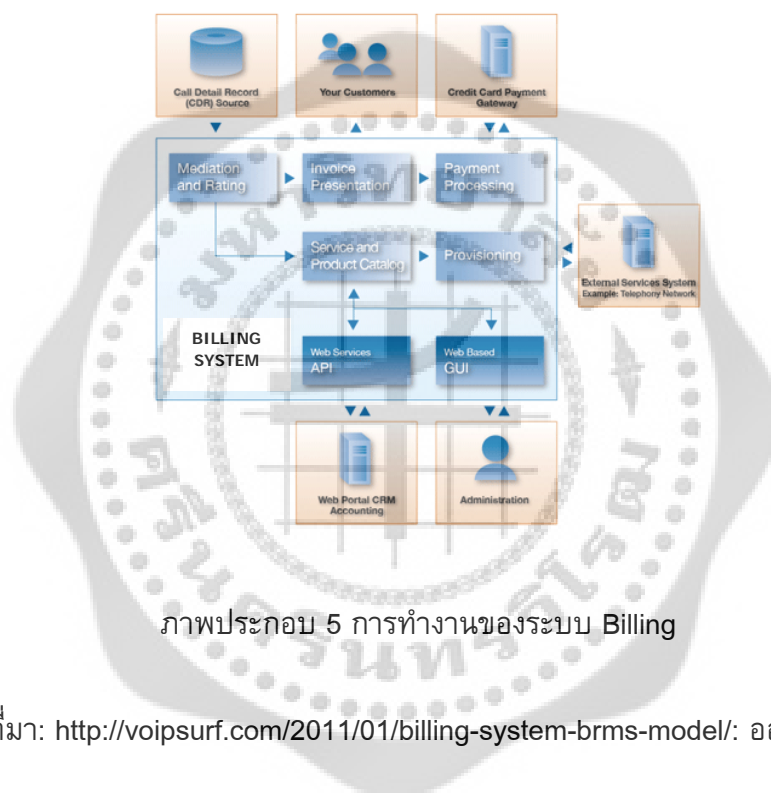 Call Detail Record
(CDR) Source
Your Customers
Credit Card Payment
Gateway
Mediation
and Rating
Invoice
Presentation
Payment
Processing
Service and
Product Catalog
Provisioning
External Services System
Example: Telephony Network
BILLING
SYSTEM
Web Services
API
Web Based
GUI
Web Portal CRM
Accounting
Administration
ภาพประกอบ 5 การทำงานของระบบ Billing
ที่มา: http://voipsurf.com/2011/01/billing-system-brms-model/: